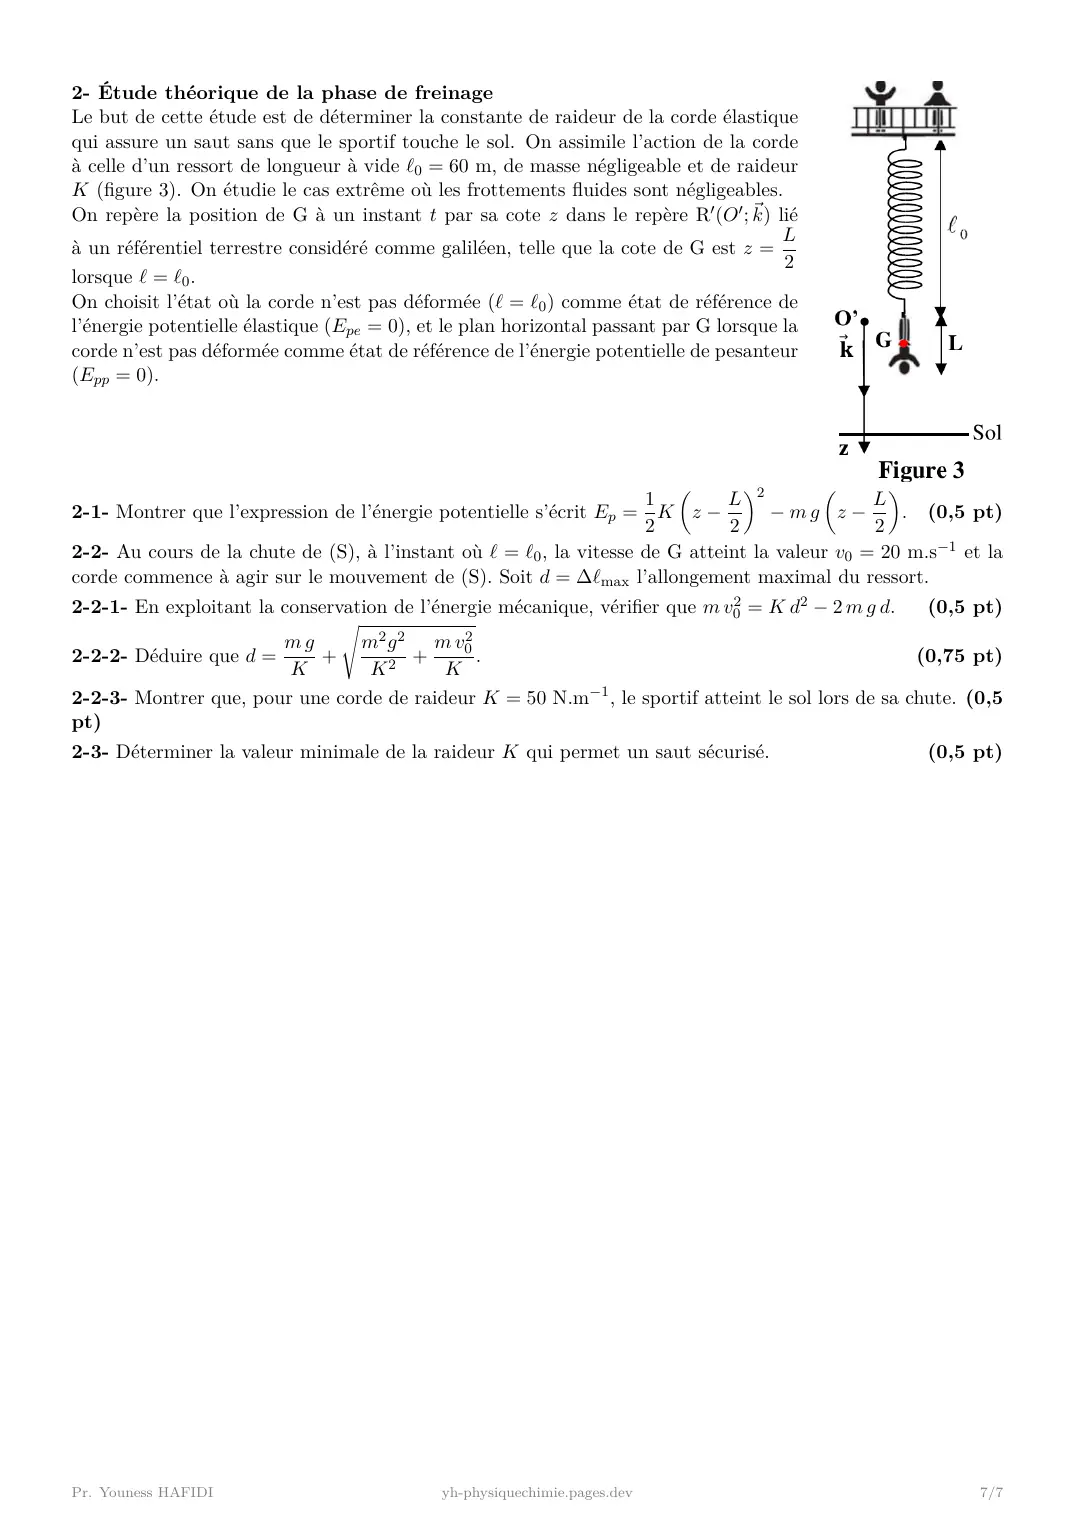 2- Étude théorique de la phase de freinage
Le but de cette étude est de déterminer la constante de raideur de la corde élastique
qui assure un saut sans que le sportif touche le sol. On assimile l'action de la corde
à celle d'un ressort de longueur à vide ℓ₀ = 60 m, de masse négligeable et de raideur
K (figure 3). On étudie le cas extrême où les frottements fluides sont négligeables.
On repère la position de G à un instant t par sa cote z dans le repère R′(O′; k⃗) lié
à un référentiel terrestre considéré comme galiléen, telle que la cote de G est z = L/2
lorsque ℓ = ℓ₀.
On choisit l'état où la corde n'est pas déformée (ℓ = ℓ₀) comme état de référence de
l'énergie potentielle élastique (Epe = 0), et le plan horizontal passant par G lorsque la
corde n'est pas déformée comme état de référence de l'énergie potentielle de pesanteur
(Epp = 0).
ℓ₀
O'
k⃗
G
L
Sol
z
Figure 3
2-1- Montrer que l'expression de l'énergie potentielle s'écrit Ep = 1/2 K (z − L/2)² − m g (z − L/2). (0,5 pt)
2-2- Au cours de la chute de (S), à l'instant où ℓ = ℓ₀, la vitesse de G atteint la valeur v₀ = 20 m.s⁻¹ et la
corde commence à agir sur le mouvement de (S). Soit d = Δℓmax l'allongement maximal du ressort.
2-2-1- En exploitant la conservation de l'énergie mécanique, vérifier que m v₀² = K d² − 2 m g d. (0,5 pt)
2-2-2- Déduire que d = m g/K + √(m²g²/K² + m v₀²/K). (0,75 pt)
2-2-3- Montrer que, pour une corde de raideur K = 50 N.m⁻¹, le sportif atteint le sol lors de sa chute. (0,5
pt)
2-3- Déterminer la valeur minimale de la raideur K qui permet un saut sécurisé. (0,5 pt)
Pr. Youness HAFIDI
yh-physiquechimie.pages.dev
7/7